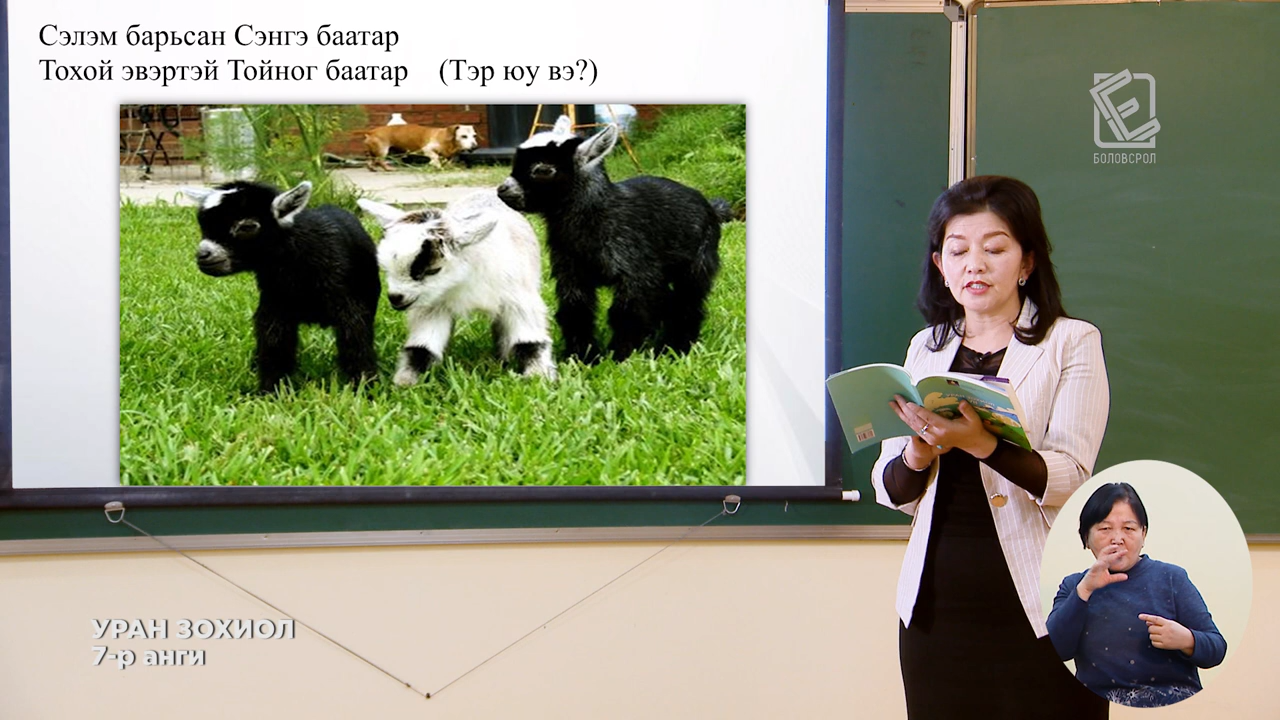 Сэлэм барьсан Сэнгэ баатар
Тохой эвэртэй Тойног баатар (Тэр юу вэ?)
БОЛОВСРОЛ
УРАН ЗОХИОЛ
7-р анги